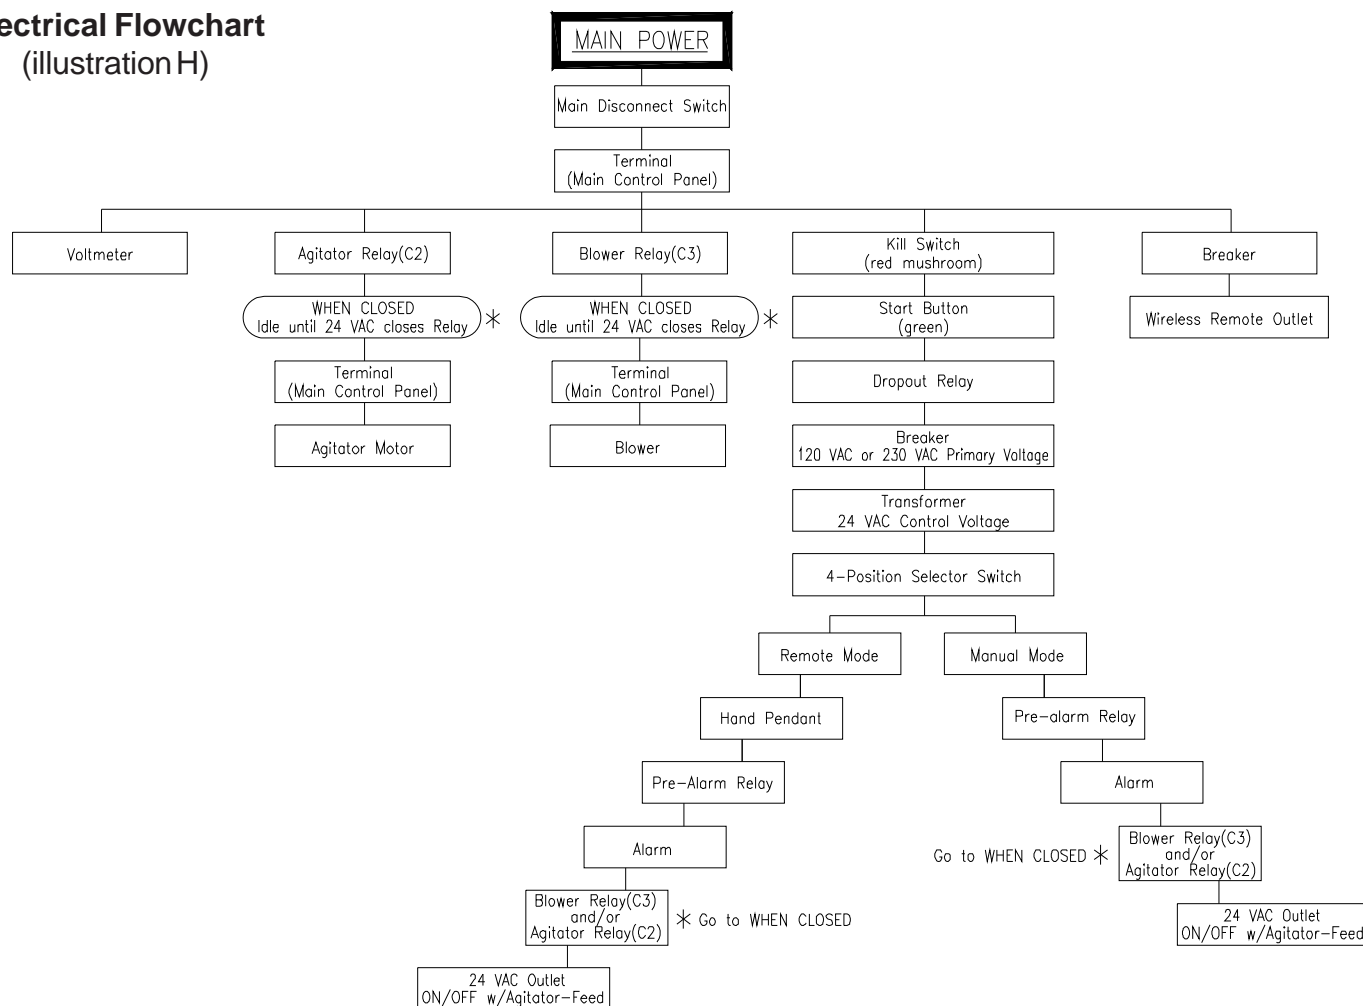 ectrical Flowchart
(illustration H)
MAIN POWER
Main Disconnect Switch
Terminal
(Main Control Panel)
Voltmeter
Agitator Relay(C2)
Blower Relay(C3)
Kill Switch
(red mushroom)
Breaker
WHEN CLOSED
Idle until 24 VAC closes Relay
*
WHEN CLOSED
Idle until 24 VAC closes Relay
*
Start Button
(green)
Wireless Remote Outlet
Terminal
(Main Control Panel)
Terminal
(Main Control Panel)
Dropout Relay
Agitator Motor
Blower
Breaker
120 VAC or 230 VAC Primary Voltage
Transformer
24 VAC Control Voltage
4-Position Selector Switch
Remote Mode
Manual Mode
Hand Pendant
Pre-alarm Relay
Pre-Alarm Relay
Alarm
Alarm
Blower Relay(C3)
and/or
Agitator Relay(C2)
Go to WHEN CLOSED *
Blower Relay(C3)
and/or
Agitator Relay(C2)
* Go to WHEN CLOSED
24 VAC Outlet
ON/OFF w/Agitator-Feed
24 VAC Outlet
ON/OFF w/Agitator-Feed